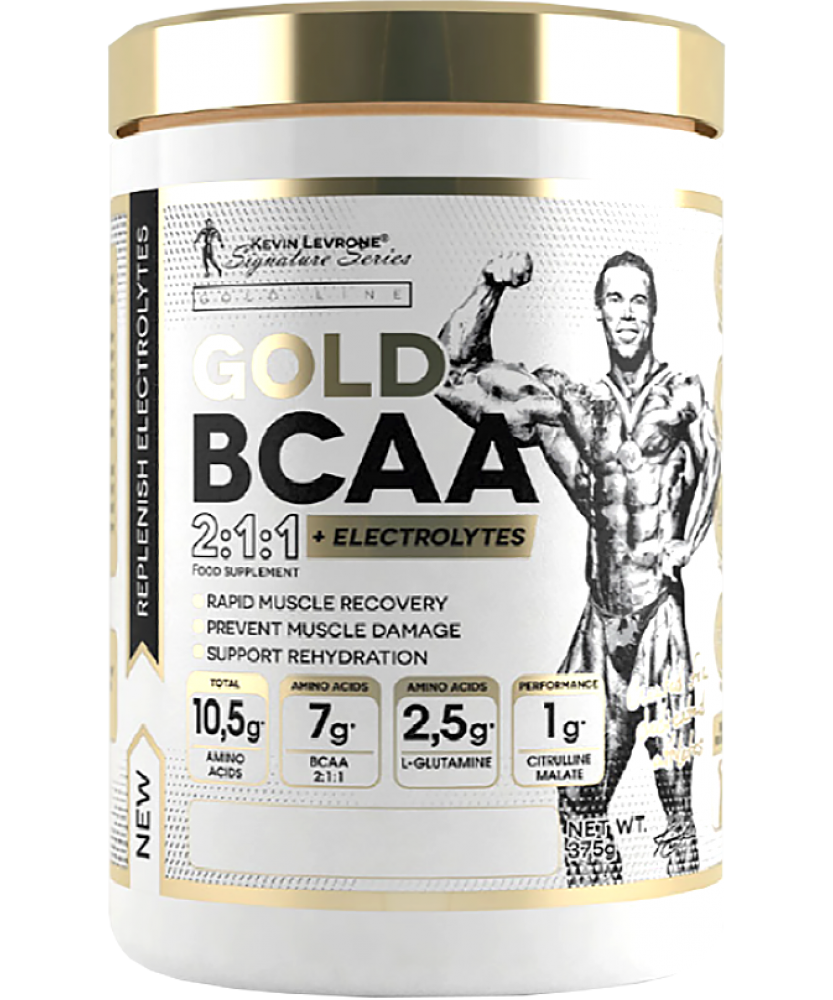 KEVIN LEVRONE®
Signature Series
GOLD LINE
GOLD
BCAA
2:1:1 + ELECTROLYTES
FOOD SUPPLEMENT
RAPID MUSCLE RECOVERY
PREVENT MUSCLE DAMAGE
SUPPORT REHYDRATION
TOTAL
10,5g*
AMINO
ACIDS
AMINO ACIDS
7g*
BCAA
2:1:1
AMINO ACIDS
2,5g*
L-GLUTAMINE
PERFORMANCE
1g*
CITRULLINE
MALATE
NET WT.
375g
REPLENISH ELECTROLYTES
NEW